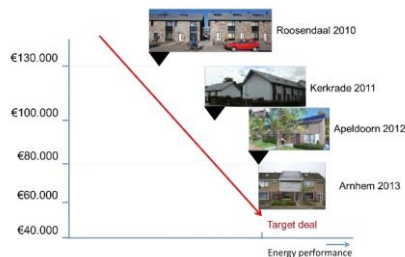 Roosendaal 2010
€130.000
Kerkrade 2011
€100.000
Apeldoorn 2012
€80.000
Arnhem 2013
€60.000
Target deal
€40.000
Energy performance